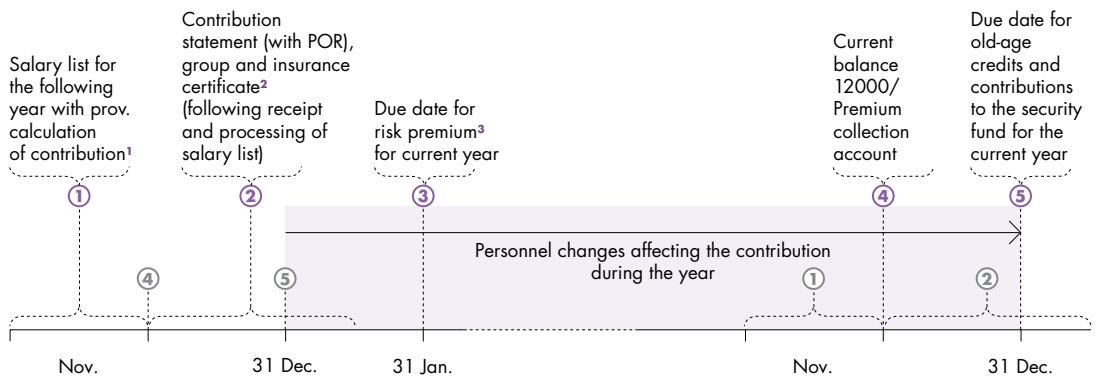 Salary list for
the following
year with prov.
calculation
of contribution¹
Contribution
statement (with POR),
group and insurance
certificate²
(following receipt
and processing of
salary list)
Due date for
risk premium³
for current year
Current
balance
12000/
Premium
collection
account
Due date for
old-age
credits and
contributions
to the security
fund for the
current year
① ② ③ ④ ⑤
Personnel changes affecting the contribution
during the year
④ ⑤ ① ②
Nov. 31 Dec. 31 Jan. Nov. 31 Dec.